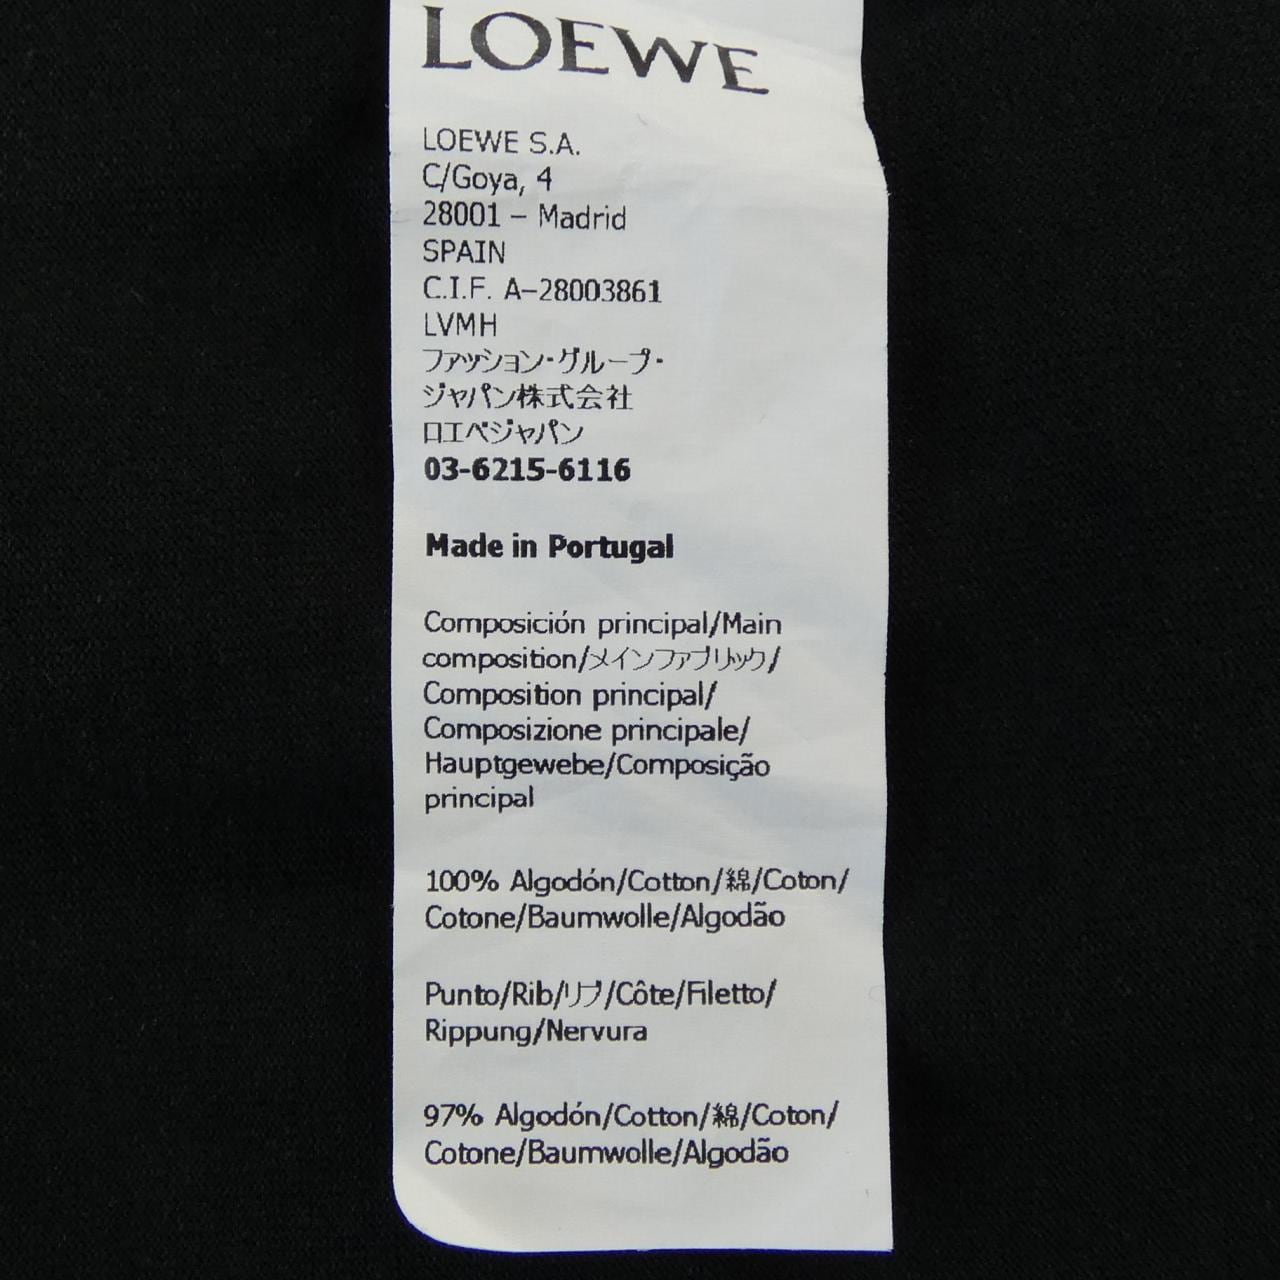 LOEWE
LOEWE S.A.
C/Goya, 4
28001 – Madrid
SPAIN
C.I.F. A–28003861
LVMH
ファッション・グループ・
ジャパン株式会社
ロエベジャパン
03-6215-6116
Made in Portugal
Composición principal/Main
composition/メインファブリック/
Composition principal/
Composizione principale/
Hauptgewebe/Composição
principal
100% Algodón/Cotton/綿/Coton/
Cotone/Baumwolle/Algodão
Punto/Rib/リブ/Côte/Filetto/
Rippung/Nervura
97% Algodón/Cotton/綿/Coton/
Cotone/Baumwolle/Algodão